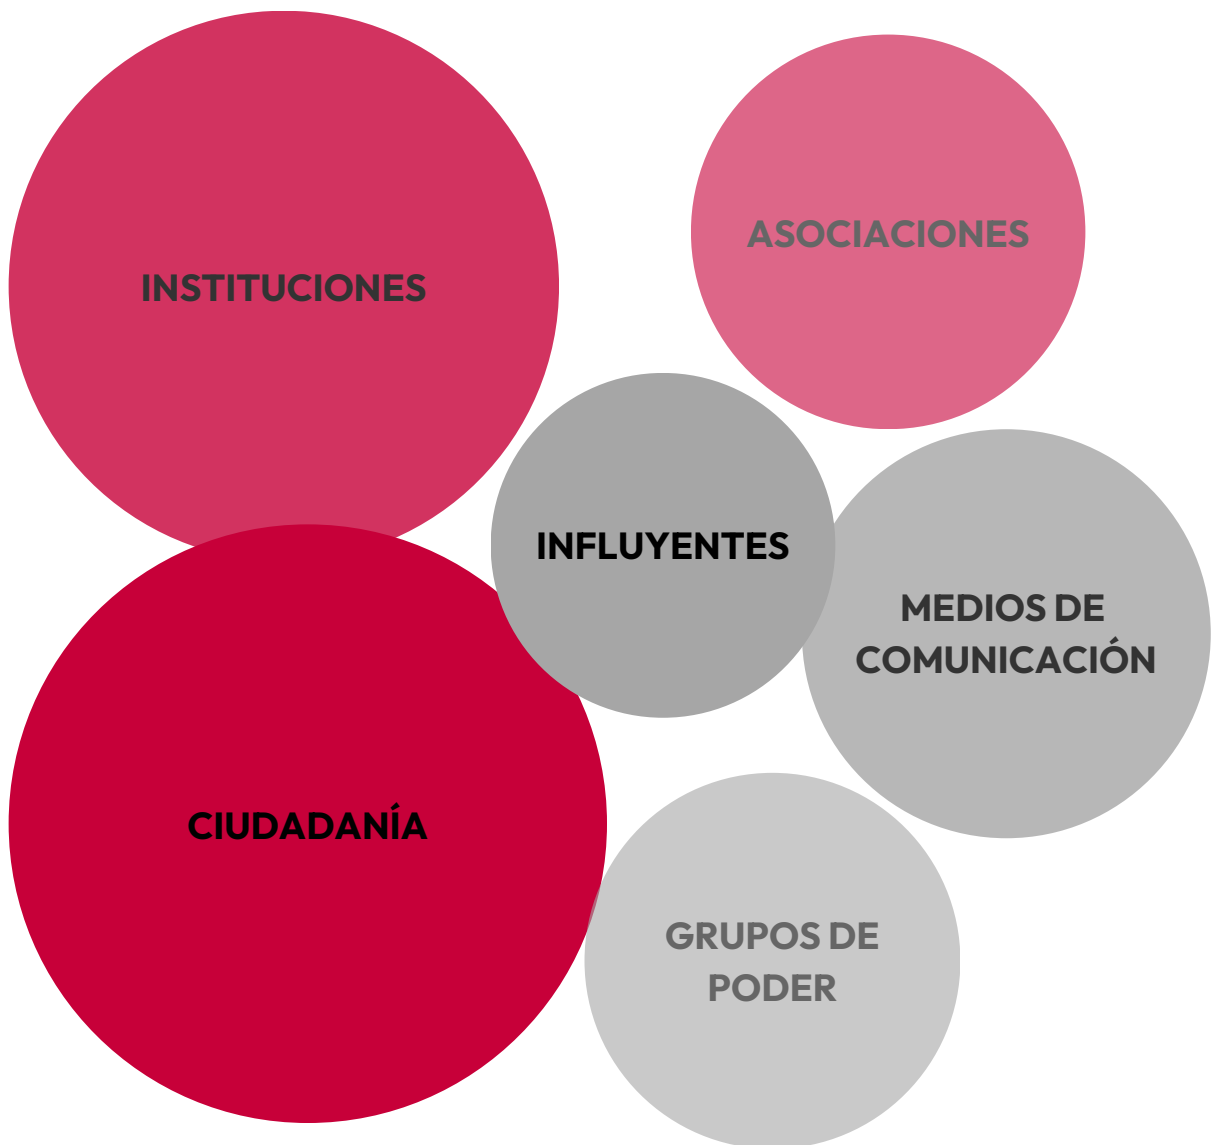 ASOCIACIONES
INSTITUCIONES
INFLUYENTES
MEDIOS DE
COMUNICACIÓN
CIUDADANÍA
GRUPOS DE
PODER